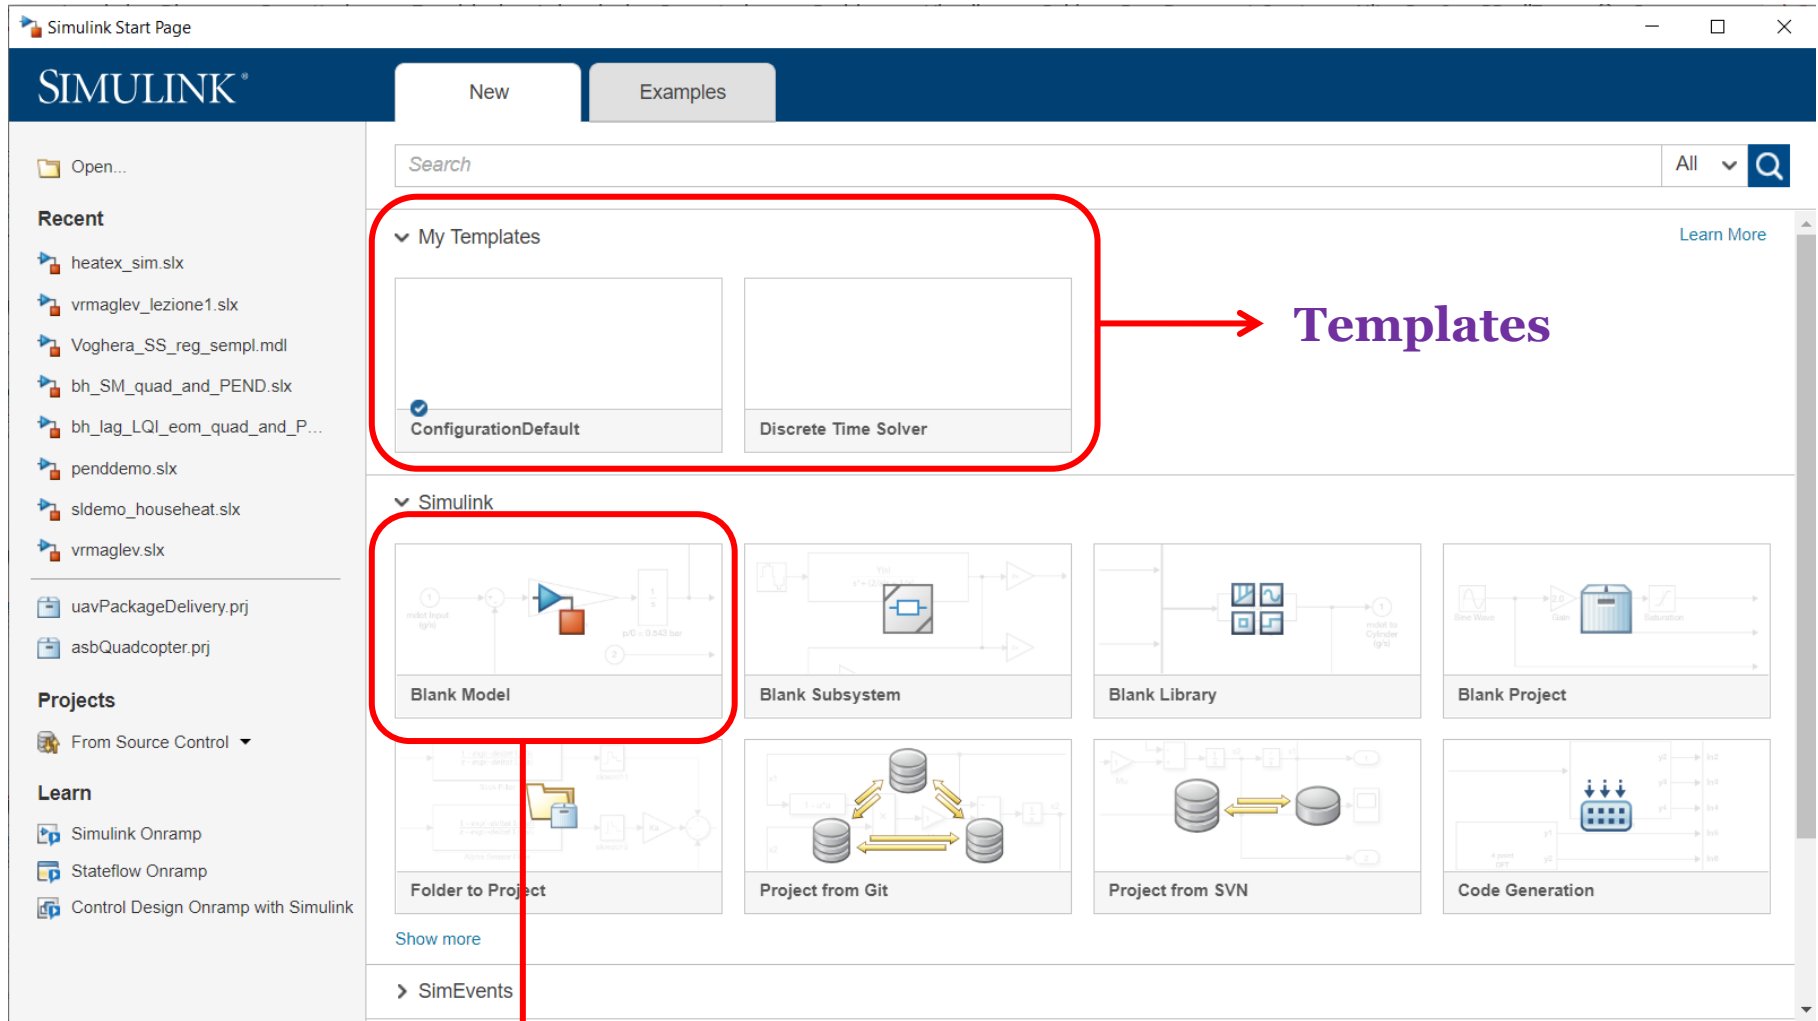 Simulink Start Page
SIMULINK®
New
Examples
Open...
Search
All
Recent
heatex_sim.slx
vrmaglev_lezione1.slx
Voghera_SS_reg_sempl.mdl
bh_SM_quad_and_PEND.slx
bh_lag_LQI_eom_quad_and_P...
penddemo.slx
sldemo_househeat.slx
vrmaglev.slx
uavPackageDelivery.prj
asbQuadcopter.prj
Projects
From Source Control
Learn
Simulink Onramp
Stateflow Onramp
Control Design Onramp with Simulink
My Templates
Learn More
ConfigurationDefault
Discrete Time Solver
Templates
Simulink
Blank Model
Blank Subsystem
Blank Library
Blank Project
Folder to Project
Project from Git
Project from SVN
Code Generation
Show more
SimEvents